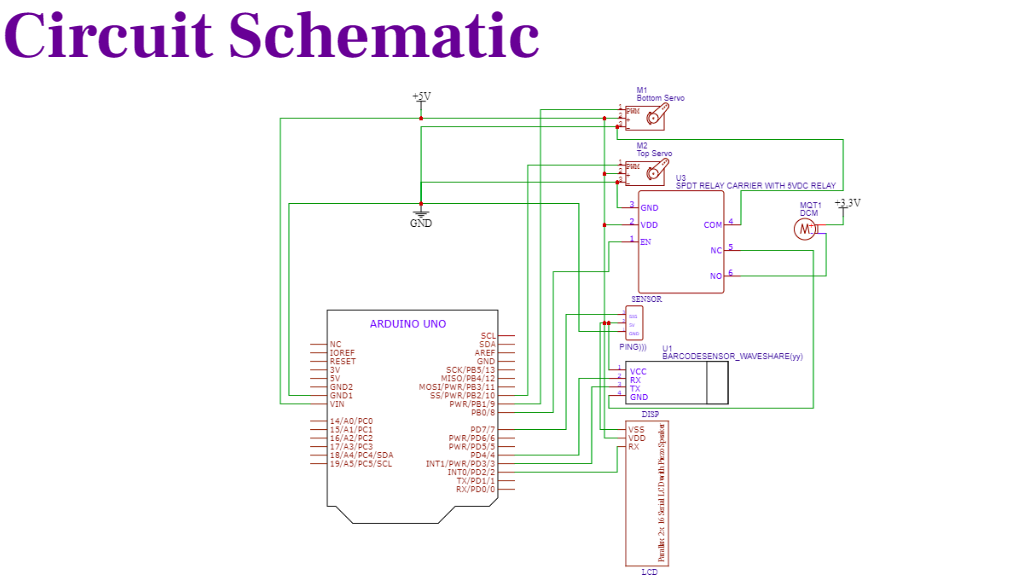 Circuit Schematic
+5V
M1
Bottom Servo
1 PWM
2 +
3 -
M2
Top Servo
1 PWM
2 +
3 -
U3
SPDT RELAY CARRIER WITH 5VDC RELAY
3 GND
2 VDD
1 EN
COM 4
NC 5
NO 6
MQT1
DCM
M
+3.3V
GND
SENSOR
PING)))
ARDUINO UNO
NC
IOREF
RESET
3V
5V
GND2
GND1
VIN
14/A0/PC0
15/A1/PC1
16/A2/PC2
17/A3/PC3
18/A4/PC4/SDA
19/A5/PC5/SCL
SCL
SDA
AREF
GND
SCK/PB5/13
MISO/PB4/12
MOSI/PWR/PB3/11
SS/PWR/PB2/10
PWR/PB1/9
PB0/8
PD7/7
PWR/PD6/6
PWR/PD5/5
PD4/4
INT1/PWR/PD3/3
INT0/PD2/2
TX/PD1/1
RX/PD0/0
U1
BARCODESENSOR_WAVESHARE(yy)
1 VCC
2 RX
3 TX
4 GND
DISP
VSS
VDD
RX
Parallax 2 x 16 Serial LCD with Piezo Speaker
LCD